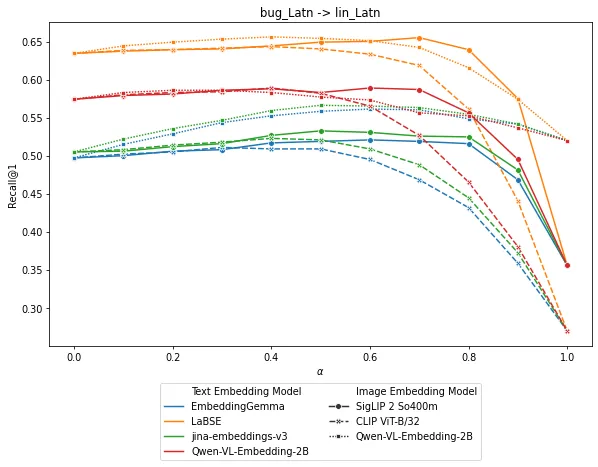 bug_Latn -> lin_Latn
Recall@1
0.65
0.60
0.55
0.50
0.45
0.40
0.35
0.30
0.0 0.2 0.4 0.6 0.8 1.0
α
Text Embedding Model Image Embedding Model
EmbeddingGemma SigLIP 2 So400m
LaBSE CLIP ViT-B/32
jina-embeddings-v3 Qwen-VL-Embedding-2B
Qwen-VL-Embedding-2B